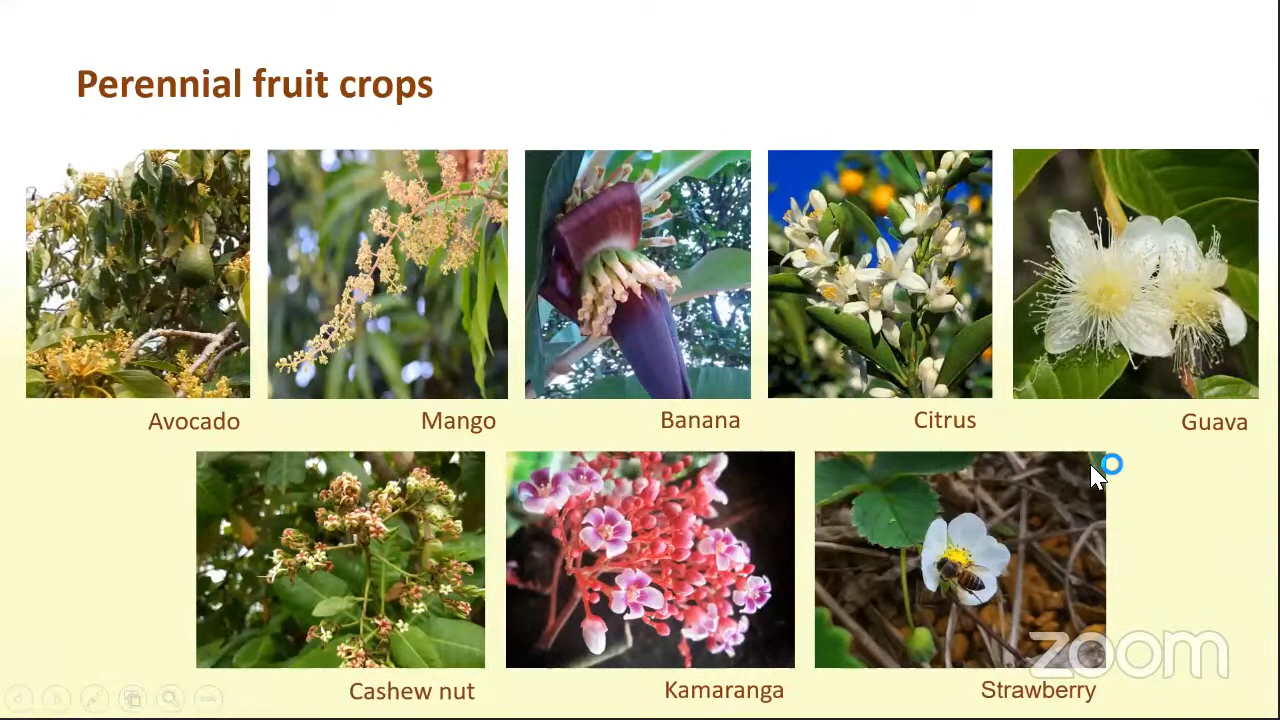 Perennial fruit crops
Avocado
Mango
Banana
Citrus
Guava
Cashew nut
Kamaranga
Strawberry
zoom